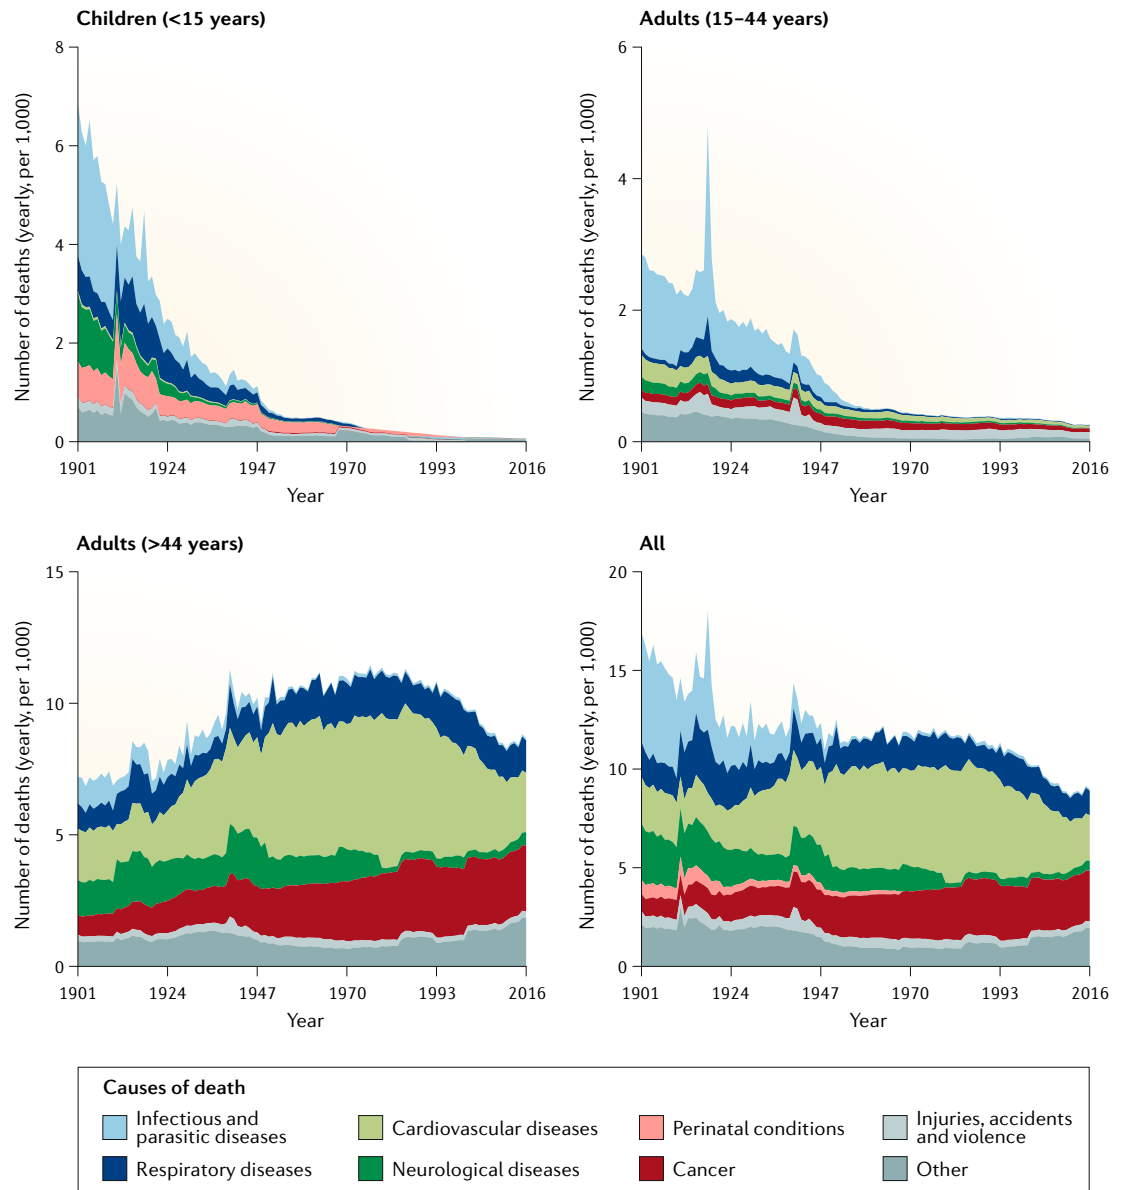 Children (<15 years)
Number of deaths (yearly, per 1,000)
8
6
4
2
0
1901 1924 1947 1970 1993 2016
Year
Adults (15–44 years)
Number of deaths (yearly, per 1,000)
6
4
2
0
1901 1924 1947 1970 1993 2016
Year
Adults (>44 years)
Number of deaths (yearly, per 1,000)
15
10
5
0
1901 1924 1947 1970 1993 2016
Year
All
Number of deaths (yearly, per 1,000)
20
15
10
5
0
1901 1924 1947 1970 1993 2016
Year
Causes of death
Infectious and
parasitic diseases
Cardiovascular diseases
Perinatal conditions
Injuries, accidents
and violence
Respiratory diseases
Neurological diseases
Cancer
Other